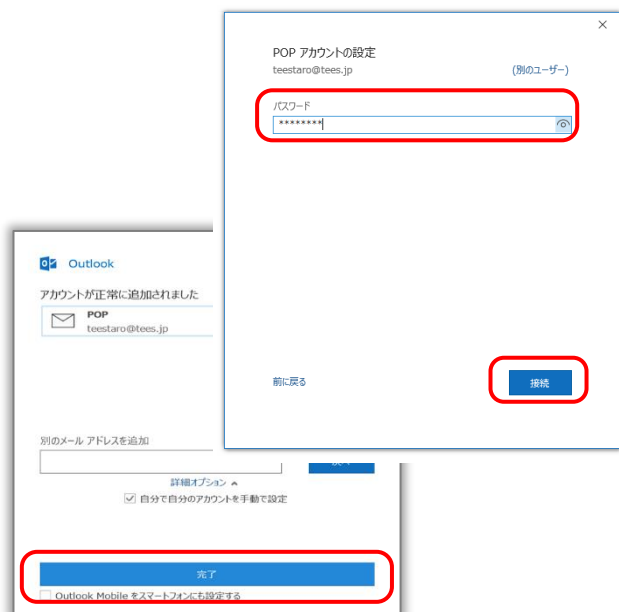 POP アカウントの設定
teestaro@tees.jp (別のユーザー)
パスワード
********
前に戻る 接続
Outlook
アカウントが正常に追加されました
POP
teestaro@tees.jp
別のメール アドレスを追加
詳細オプション
自分で自分のアカウントを手動で設定
完了
Outlook Mobile をスマートフォンにも設定する